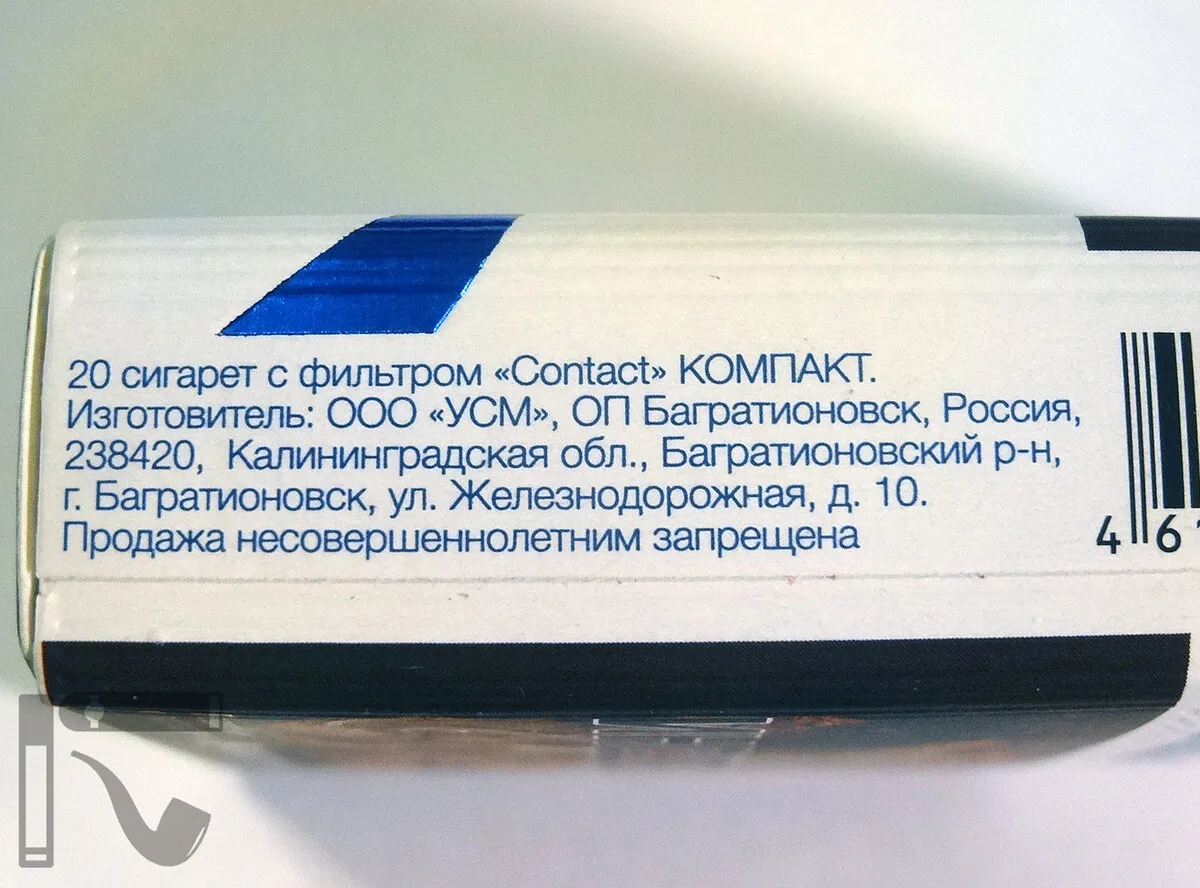 20 сигарет с фильтром «Contact» КОМПАКТ.
Изготовитель: ООО «УСМ», ОП Багратионовск, Россия,
238420, Калининградская обл., Багратионовский р-н,
г. Багратионовск, ул. Железнодорожная, д. 10.
Продажа несовершеннолетним запрещена
4 6